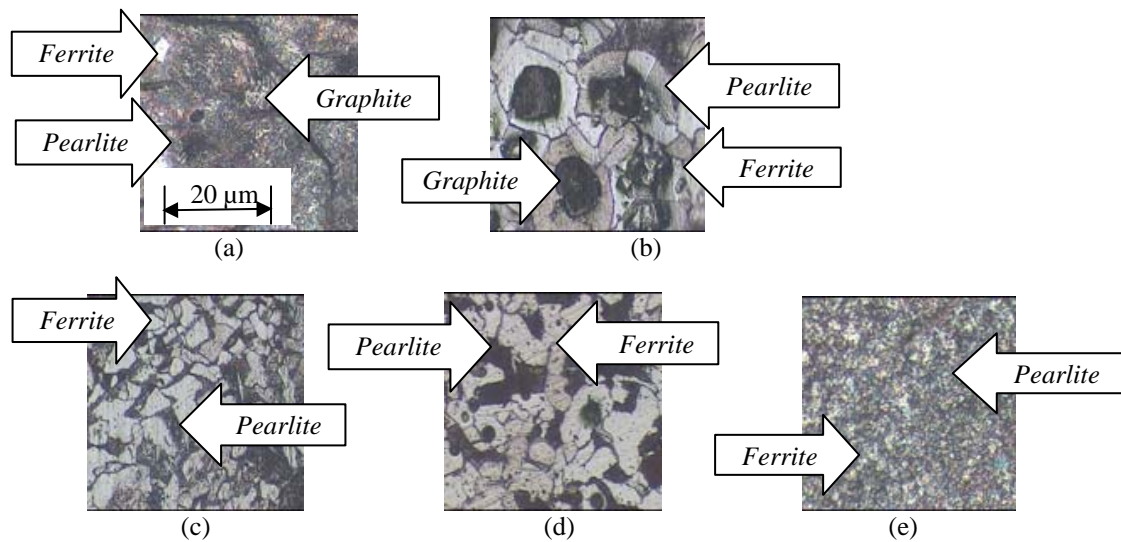 Ferrite
Graphite
Pearlite
20 µm
(a)
Pearlite
Graphite
Ferrite
(b)
Ferrite
Pearlite
(c)
Pearlite
Ferrite
(d)
Pearlite
Ferrite
(e)